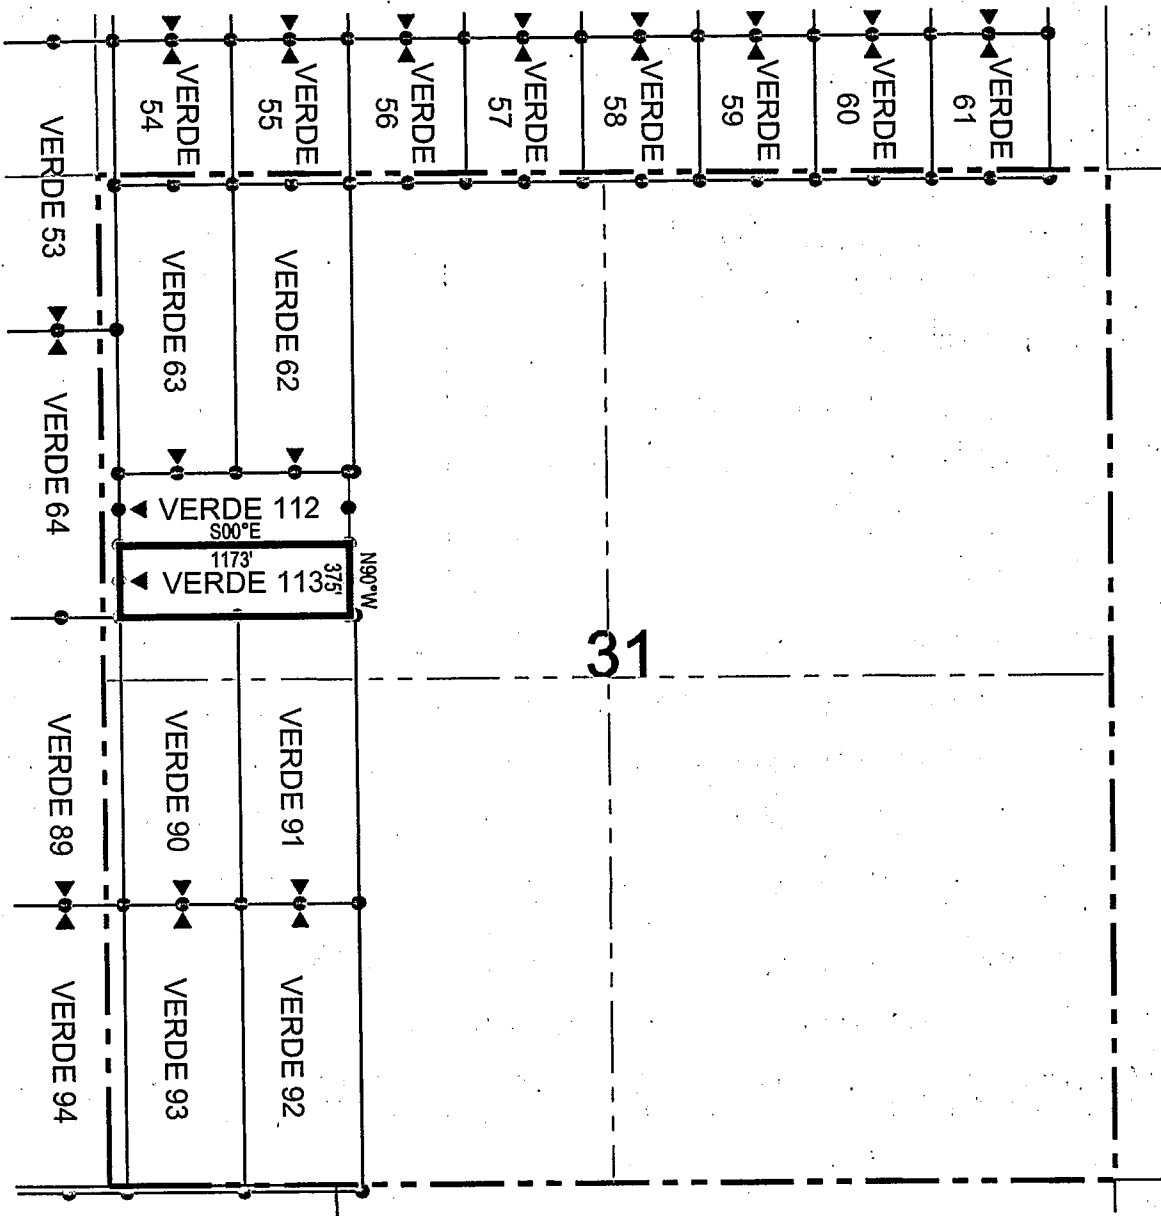 VERDE
54
VERDE
55
VERDE
56
VERDE
57
VERDE
58
VERDE
59
VERDE
60
VERDE
61
VERDE 53
VERDE 63
VERDE 62
VERDE 64
VERDE 112
S00°E
1173'
VERDE 113
375'
N90°W
31
VERDE 89
VERDE 90
VERDE 91
VERDE 94
VERDE 93
VERDE 92